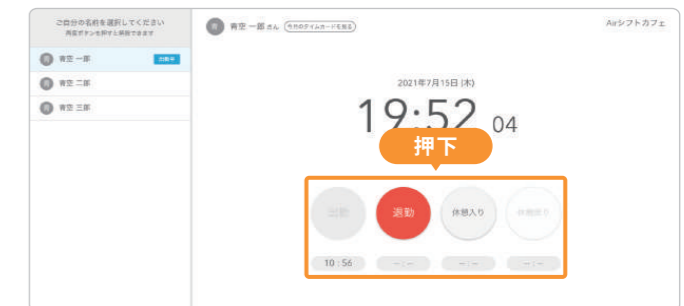 ご自分の名前を選択してください
再度ボタンを押すと解除できます
青 青空 一郎 出勤中
青 青空 二郎
青 青空 三郎
青 青空 一郎 さん 今月のタイムカードを見る
Airシフトカフェ
2021年7月15日 (木)
19:52 04
押下
出勤 退勤 休憩入り 休憩戻り
10:56 --:-- --:-- --:--